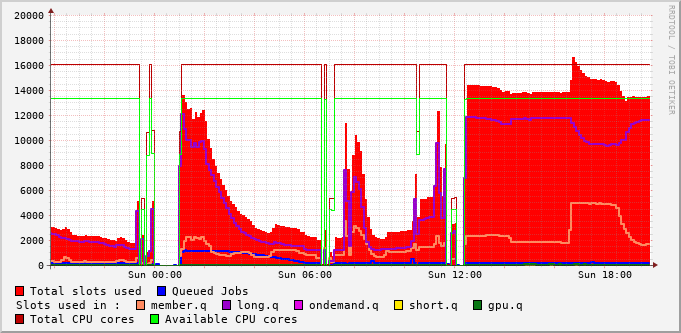 20000
18000
16000
14000
12000
10000
8000
6000
4000
2000
0
Sun 00:00 Sun 06:00 Sun 12:00 Sun 18:00
Total slots used Queued Jobs
Slots used in : member.q long.q ondemand.q short.q gpu.q
Total CPU cores Available CPU cores
RRDTOOL / TOBI OETIKER